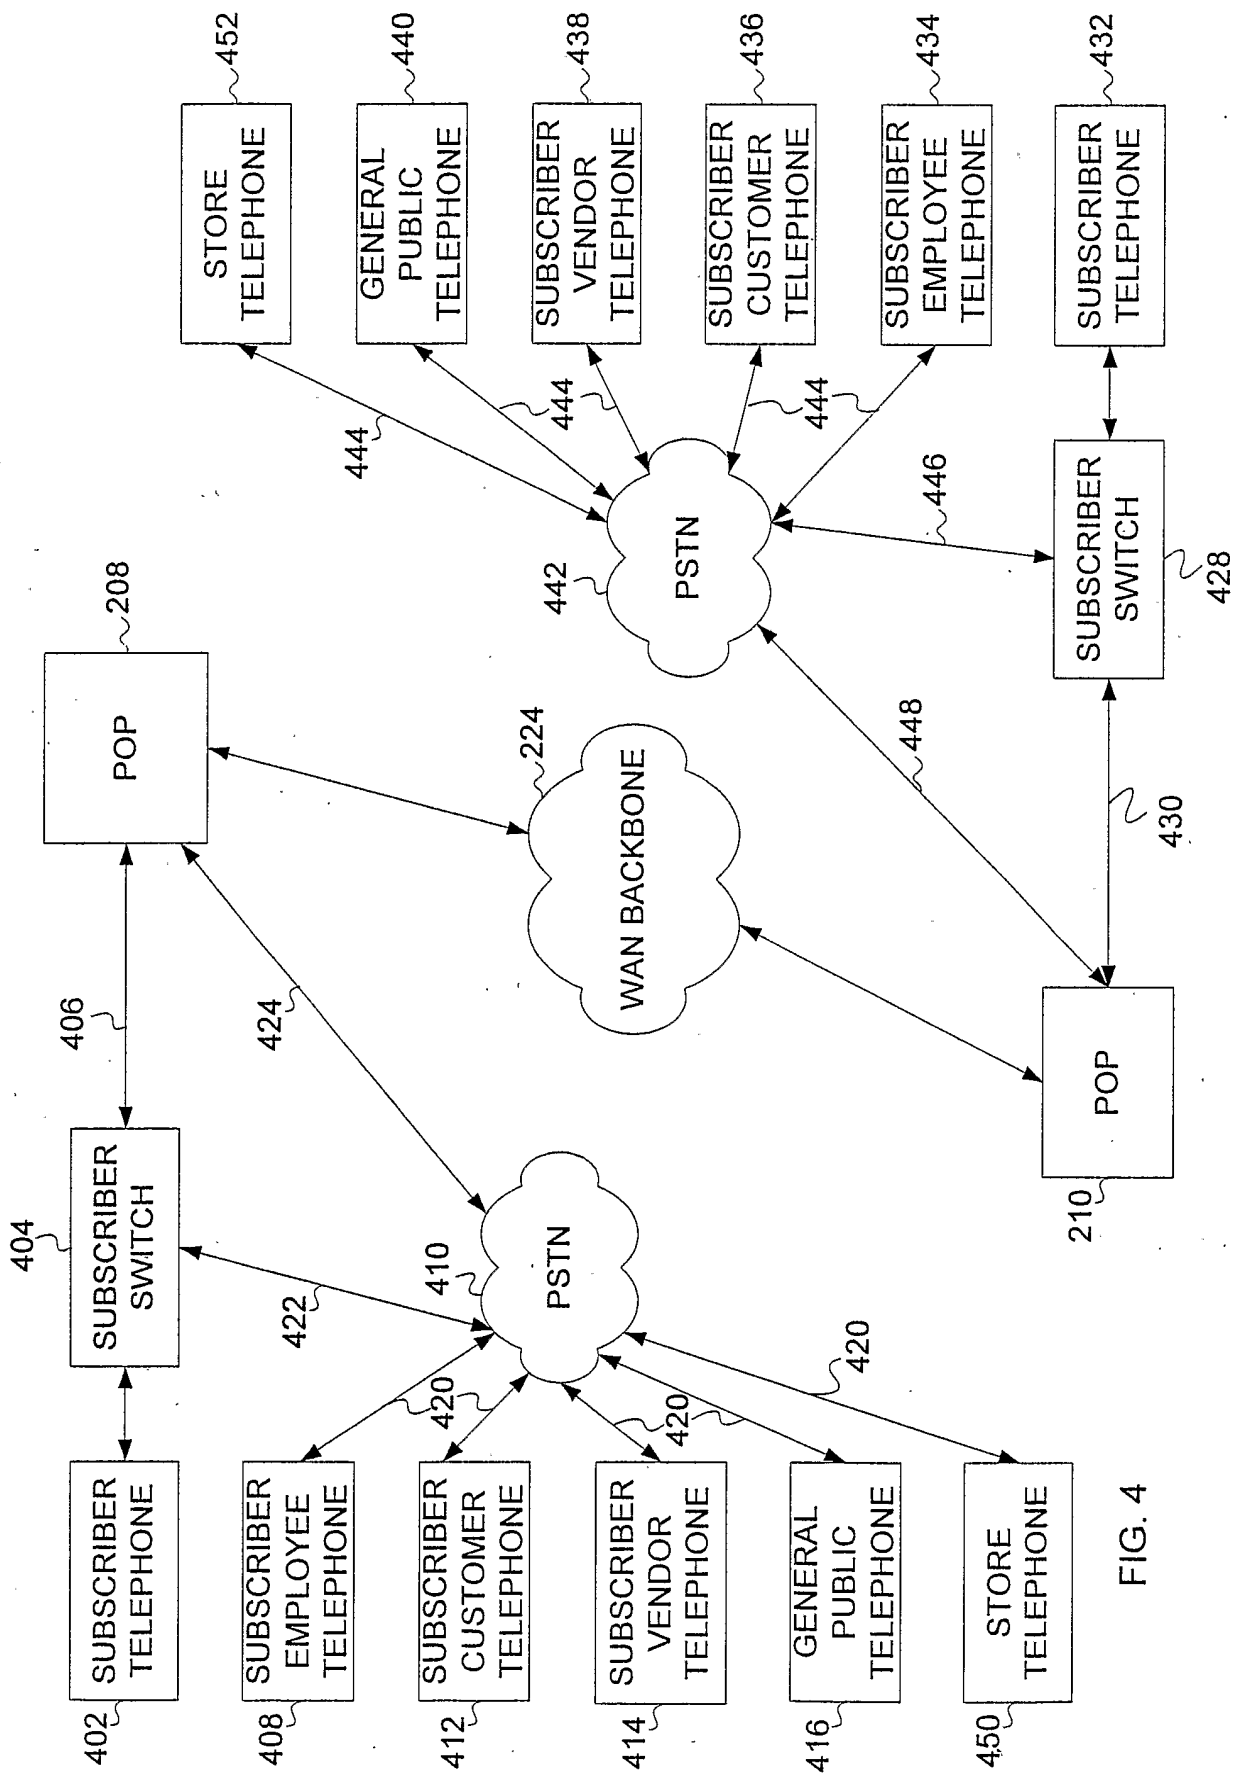 402
SUBSCRIBER
TELEPHONE
404
SUBSCRIBER
SWITCH
406
POP
208
408
SUBSCRIBER
EMPLOYEE
TELEPHONE
422
424
412
SUBSCRIBER
CUSTOMER
TELEPHONE
420
410
PSTN
414
SUBSCRIBER
VENDOR
TELEPHONE
420
416
GENERAL
PUBLIC
TELEPHONE
420
450
STORE
TELEPHONE
WAN BACKBONE
224
STORE
TELEPHONE
452
444
GENERAL
PUBLIC
TELEPHONE
440
444
SUBSCRIBER
VENDOR
TELEPHONE
438
442
PSTN
SUBSCRIBER
CUSTOMER
TELEPHONE
436
444
SUBSCRIBER
EMPLOYEE
TELEPHONE
434
448
446
210
POP
430
SUBSCRIBER
SWITCH
428
SUBSCRIBER
TELEPHONE
432
FIG. 4